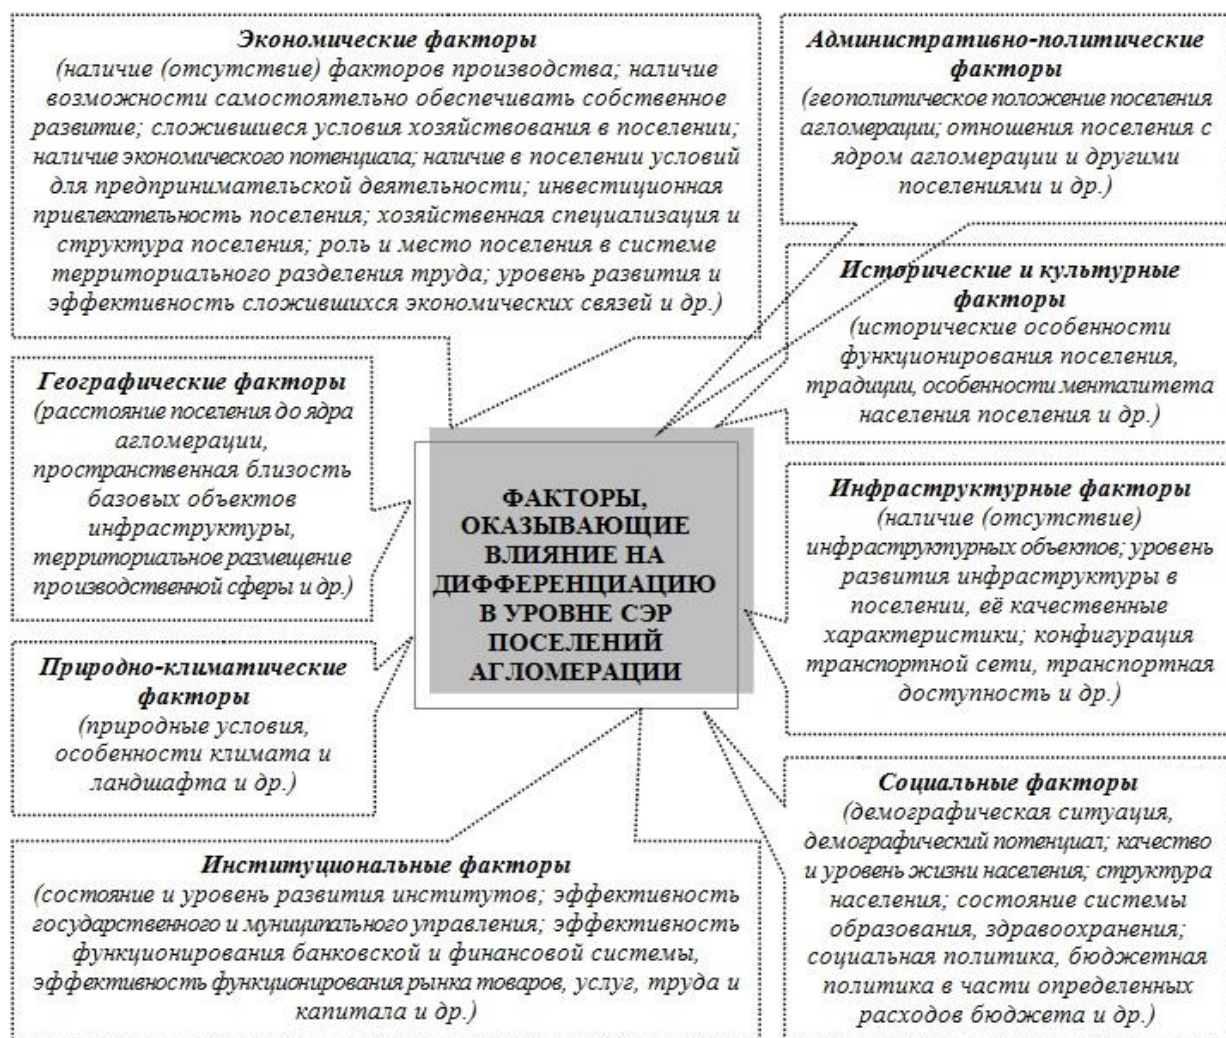 Экономические факторы
(наличие (отсутствие) факторов производства; наличие
возможности самостоятельно обеспечивать собственное
развитие; сложившиеся условия хозяйствования в поселении;
наличие экономического потенциала; наличие в поселении условий
для предпринимательской деятельности; инвестиционная
привлекательность поселения; хозяйственная специализация и
структура поселения; роль и место поселения в системе
территориального разделения труда; уровень развития и
эффективность сложившихся экономических связей и др.)
Административно-политические
факторы
(геополитическое положение поселения
агломерации; отношения поселения с
ядром агломерации и другими
поселениями и др.)
Исторические и культурные
факторы
(исторические особенности
функционирования поселения,
традиции, особенности менталитета
населения поселения и др.)
Географические факторы
(расстояние поселения до ядра
агломерации,
пространственная близость
базовых объектов
инфраструктуры,
территориальное размещение
производственной сферы и др.)
ФАКТОРЫ,
ОКАЗЫВАЮЩИЕ
ВЛИЯНИЕ НА
ДИФФЕРЕНЦИАЦИЮ
В УРОВНЕ СЭР
ПОСЕЛЕНИЙ
АГЛОМЕРАЦИИ
Инфраструктурные факторы
(наличие (отсутствие)
инфраструктурных объектов; уровень
развития инфраструктуры в
поселении, её качественные
характеристики; конфигурация
транспортной сети, транспортная
доступность и др.)
Природно-климатические
факторы
(природные условия,
особенности климата и
ландшафта и др.)
Социальные факторы
(демографическая ситуация,
демографический потенциал; качество
и уровень жизни населения; структура
населения; состояние системы
образования, здравоохранения;
социальная политика, бюджетная
политика в части определенных
расходов бюджета и др.)
Институциональные факторы
(состояние и уровень развития институтов; эффективность
государственного и муниципального управления; эффективность
функционирования банковской и финансовой системы,
эффективность функционирования рынка товаров, услуг, труда и
капитала и др.)